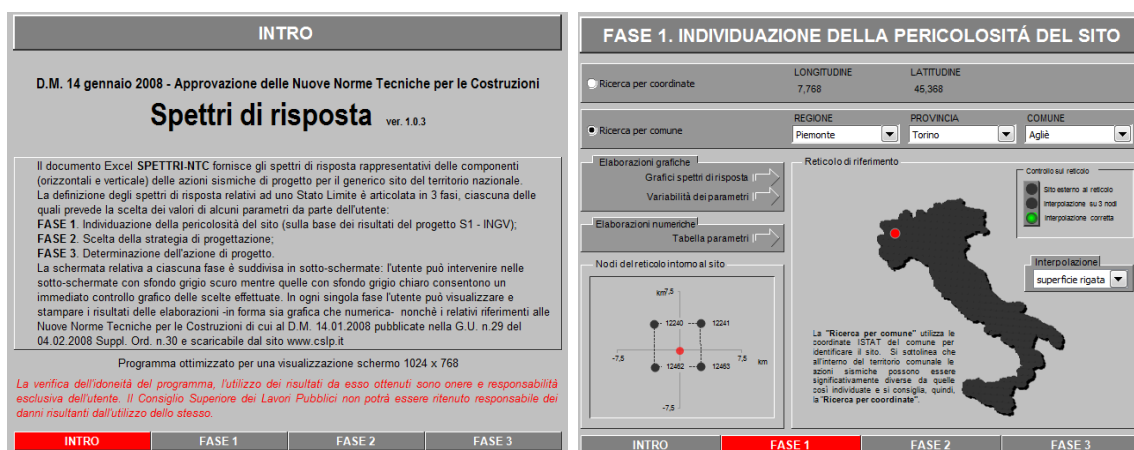 INTRO
D.M. 14 gennaio 2008 - Approvazione delle Nuove Norme Tecniche per le Costruzioni
Spettri di risposta ver. 1.0.3
Il documento Excel SPETTRI-NTC fornisce gli spettri di risposta rappresentativi delle componenti
(orizzontali e verticale) delle azioni sismiche di progetto per il generico sito del territorio nazionale.
La definizione degli spettri di risposta relativi ad uno Stato Limite è articolata in 3 fasi, ciascuna delle
quali prevede la scelta dei valori di alcuni parametri da parte dell'utente:
FASE 1. Individuazione della pericolosità del sito (sulla base dei risultati del progetto S1 - INGV);
FASE 2. Scelta della strategia di progettazione;
FASE 3. Determinazione dell'azione di progetto.
La schermata relativa a ciascuna fase è suddivisa in sotto-schermate: l'utente può intervenire nelle
sotto-schermate con sfondo grigio scuro mentre quelle con sfondo grigio chiaro consentono un
immediato controllo grafico delle scelte effettuate. In ogni singola fase l'utente può visualizzare e
stampare i risultati delle elaborazioni -in forma sia grafica che numerica- nonchè i relativi riferimenti alle
Nuove Norme Tecniche per le Costruzioni di cui al D.M. 14.01.2008 pubblicate nella G.U. n.29 del
04.02.2008 Suppl. Ord. n.30 e scaricabile dal sito www.cslp.it
Programma ottimizzato per una visualizzazione schermo 1024 x 768
La verifica dell'idoneità del programma, l'utilizzo dei risultati da esso ottenuti sono onere e responsabilità
esclusiva dell'utente. Il Consiglio Superiore dei Lavori Pubblici non potrà essere ritenuto responsabile dei
danni risultanti dall'utilizzo dello stesso.
INTRO FASE 1 FASE 2 FASE 3
FASE 1. INDIVIDUAZIONE DELLA PERICOLOSITÁ DEL SITO
LONGITUDINE LATITUDINE
Ricerca per coordinate 7,768 45,368
REGIONE PROVINCIA COMUNE
Ricerca per comune Piemonte Torino Agliè
Elaborazioni grafiche
Grafici spettri di risposta
Variabilità dei parametri
Elaborazioni numeriche
Tabella parametri
Nodi del reticolo intorno al sito
km 7,5
12240 12241
-7,5 7,5 km
12462 12463
-7,5
Reticolo di riferimento
Controllo sul reticolo
Sito esterno al reticolo
Interpolazione su 3 nodi
Interpolazione corretta
Interpolazione
superficie rigata
La "Ricerca per comune" utilizza le
coordinate ISTAT del comune per
identificare il sito. Si sottolinea che
all'interno del territorio comunale le
azioni sismiche possono essere
significativamente diverse da quelle
così individuate e si consiglia, quindi,
la "Ricerca per coordinate".
INTRO FASE 1 FASE 2 FASE 3